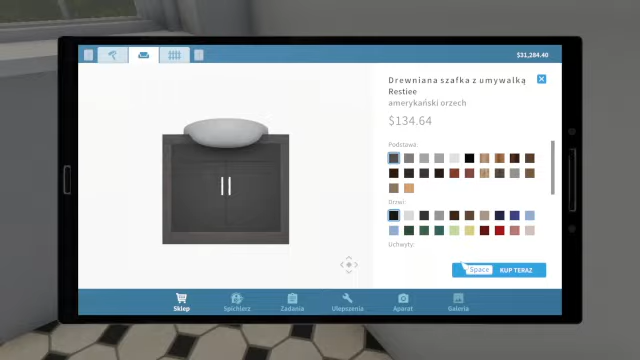 $31,284.40
Drewniana szafka z umywalką
Restiee
amerykański orzech
$134.64
Podstawa:
Drzwi:
Uchwyty:
Space
KUP TERAZ
Sklep
Spichlerz
Zadania
Ulepszenia
Aparat
Galeria